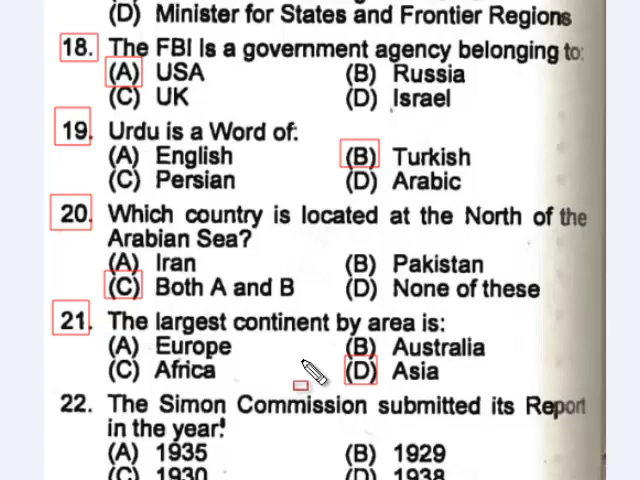 (D) Minister for States and Frontier Regions
18. The FBI Is a government agency belonging to:
(A) USA (B) Russia
(C) UK (D) Israel
19. Urdu is a Word of:
(A) English (B) Turkish
(C) Persian (D) Arabic
20. Which country is located at the North of the
Arabian Sea?
(A) Iran (B) Pakistan
(C) Both A and B (D) None of these
21. The largest continent by area is:
(A) Europe (B) Australia
(C) Africa (D) Asia
22. The Simon Commission submitted its Report
in the year:
(A) 1935 (B) 1929
(C) 1930 (D) 1938